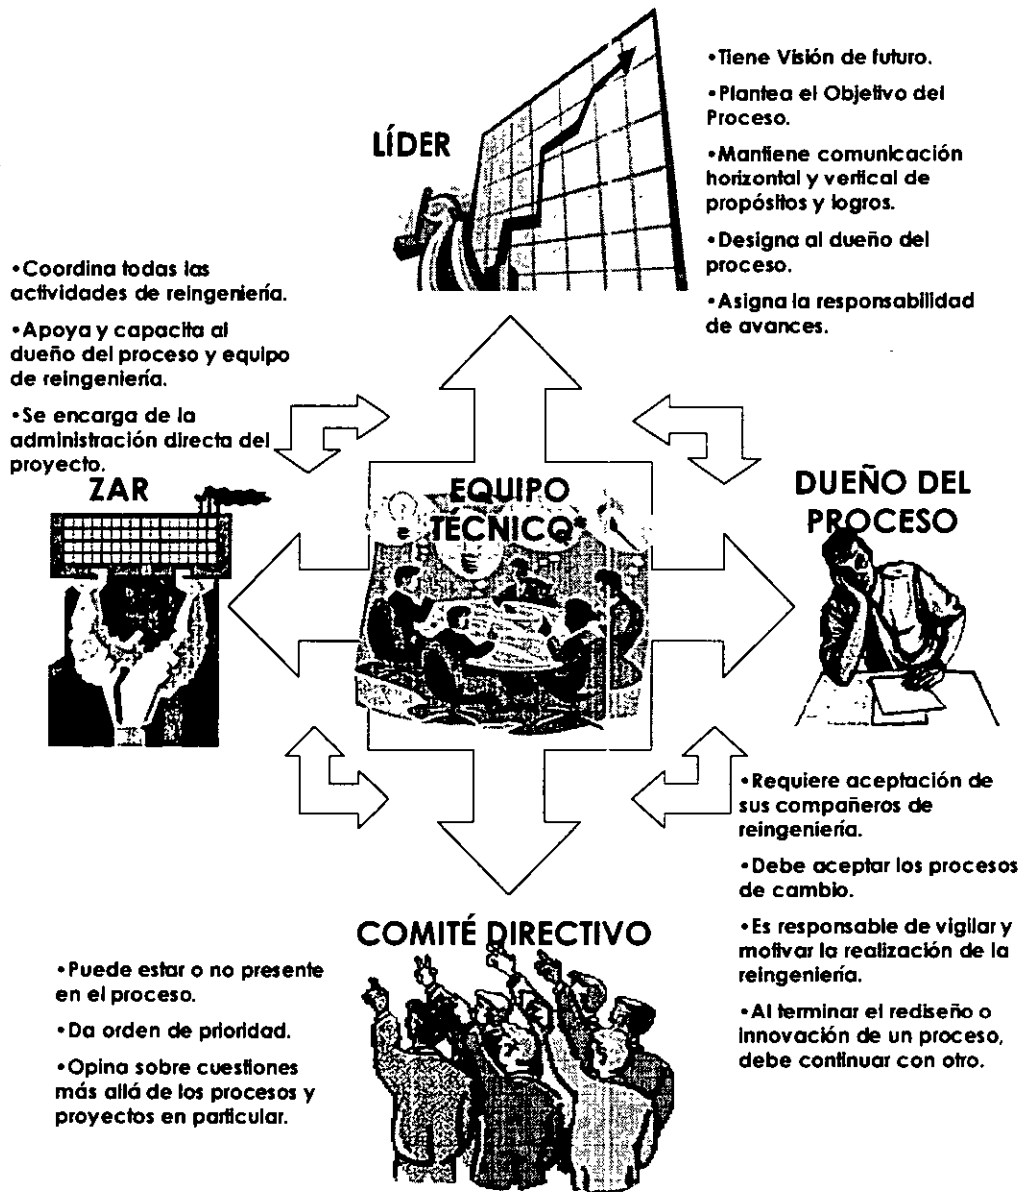 LÍDER
•Tiene Visión de futuro.
•Plantea el Objetivo del
Proceso.
•Mantiene comunicación
horizontal y vertical de
propósitos y logros.
•Designa al dueño del
proceso.
•Asigna la responsabilidad
de avances.
•Coordina todas las
actividades de reingeniería.
•Apoya y capacita al
dueño del proceso y equipo
de reingeniería.
•Se encarga de la
administración directa del
proyecto.
ZAR
EQUIPO
TÉCNICO*
DUEÑO DEL
PROCESO
•Requiere aceptación de
sus compañeros de
reingeniería.
•Debe aceptar los procesos
de cambio.
•Es responsable de vigilar y
motivar la realización de la
reingeniería.
•Al terminar el rediseño o
innovación de un proceso,
debe continuar con otro.
COMITÉ DIRECTIVO
•Puede estar o no presente
en el proceso.
•Da orden de prioridad.
•Opina sobre cuestiones
más allá de los procesos y
proyectos en particular.